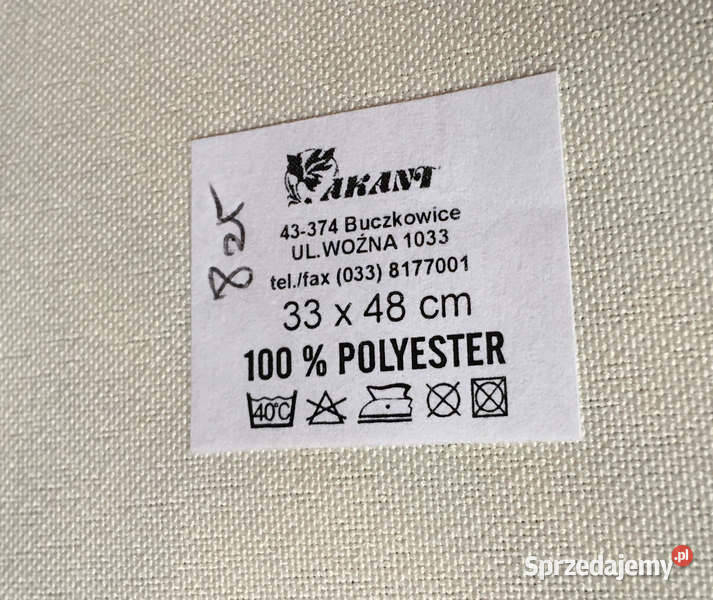 AKANT
43-374 Buczkowice
UL.WOŹNA 1033
tel./fax (033) 8177001
33 x 48 cm
100 % POLYESTER
40°C
825
Sprzedajemy.pl